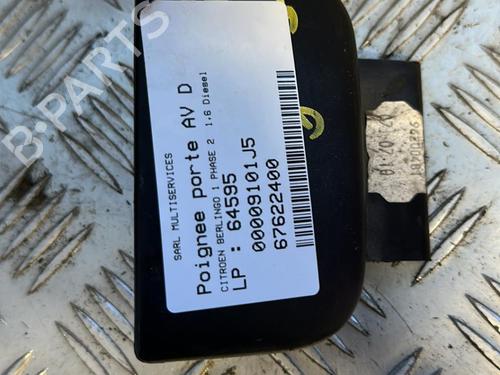 SARL MULTISERVICES
Poignee porte AV D
CITROEN BERLINGO 1 PHASE 2 1.6 Diesel
LP : 64595
00009101J5
67622400
B-PARTS